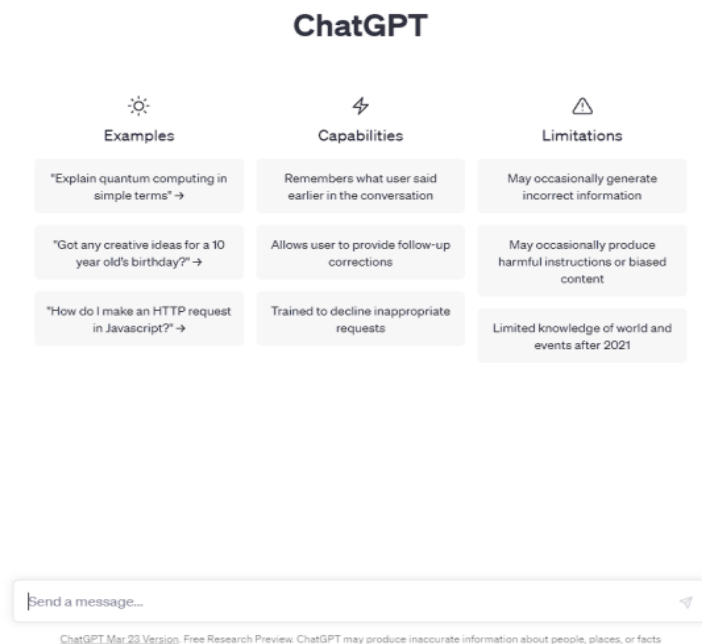 ChatGPT
Examples
"Explain quantum computing in
simple terms" →
"Got any creative ideas for a 10
year old's birthday?" →
"How do I make an HTTP request
in Javascript?" →
Capabilities
Remembers what user said
earlier in the conversation
Allows user to provide follow-up
corrections
Trained to decline inappropriate
requests
Limitations
May occasionally generate
incorrect information
May occasionally produce
harmful instructions or biased
content
Limited knowledge of world and
events after 2021
Send a message...
ChatGPT Mar 23 Version. Free Research Preview. ChatGPT may produce inaccurate information about people, places, or facts